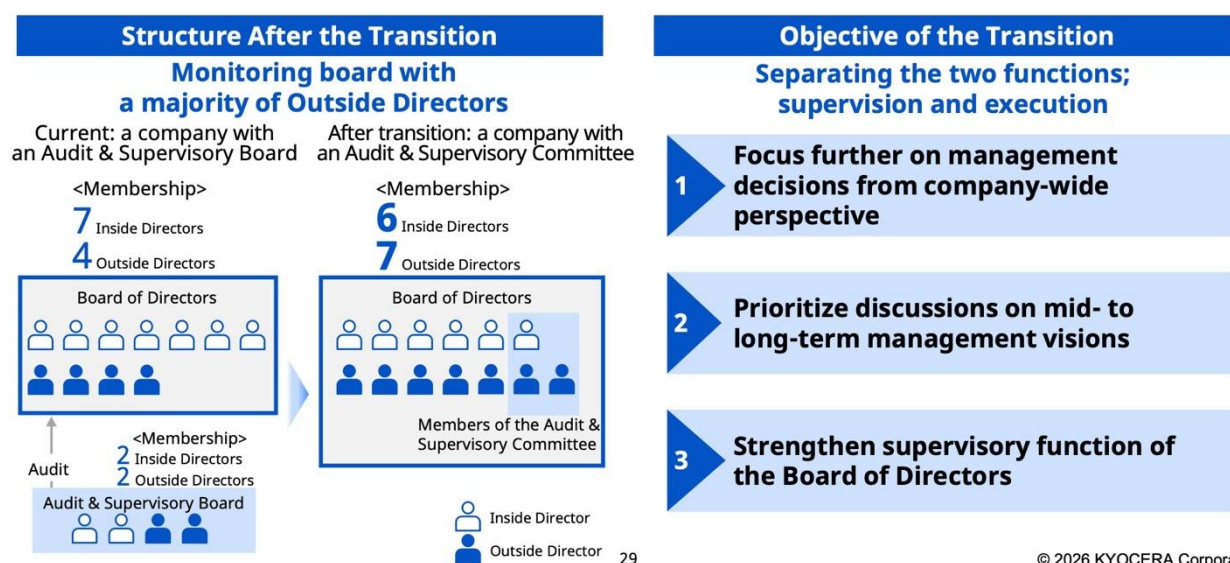 Structure After the Transition
Monitoring board with
a majority of Outside Directors
Current: a company with
an Audit & Supervisory Board
<Membership>
7 Inside Directors
4 Outside Directors
Board of Directors
Audit
<Membership>
2 Inside Directors
2 Outside Directors
Audit & Supervisory Board
After transition: a company with
an Audit & Supervisory Committee
<Membership>
6 Inside Directors
7 Outside Directors
Board of Directors
Members of the Audit &
Supervisory Committee
Inside Director
Outside Director
Objective of the Transition
Separating the two functions;
supervision and execution
1
Focus further on management
decisions from company-wide
perspective
2
Prioritize discussions on mid- to
long-term management visions
3
Strengthen supervisory function of
the Board of Directors
29
© 2026 KYOCERA Corpora